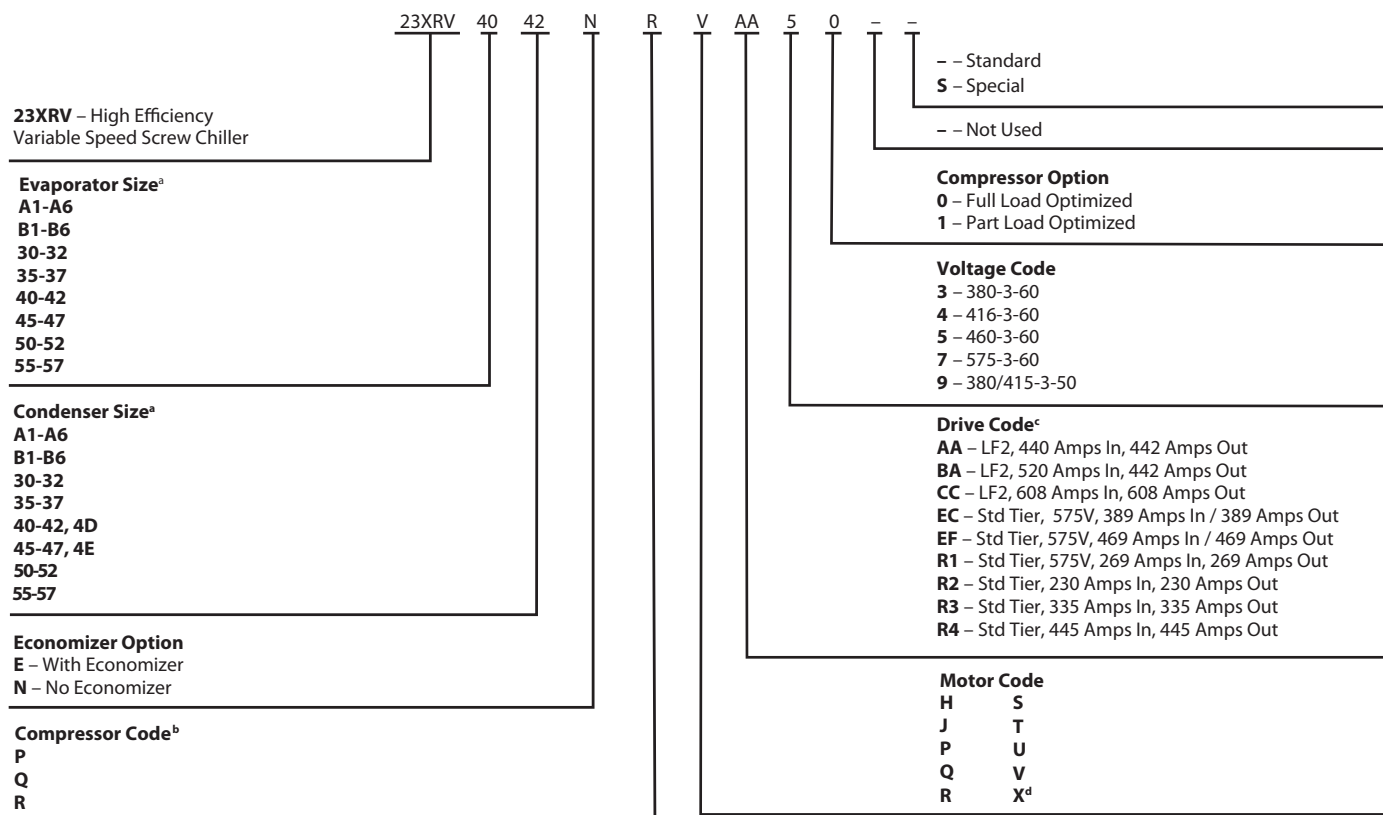 23XRV 40 42 N R V AA 5 0 – –
23XRV – High Efficiency
Variable Speed Screw Chiller
Evaporator Sizeᵃ
A1-A6
B1-B6
30-32
35-37
40-42
45-47
50-52
55-57
Condenser Sizeᵃ
A1-A6
B1-B6
30-32
35-37
40-42, 4D
45-47, 4E
50-52
55-57
Economizer Option
E – With Economizer
N – No Economizer
Compressor Codeᵇ
P
Q
R
– – Standard
S – Special
– – Not Used
Compressor Option
0 – Full Load Optimized
1 – Part Load Optimized
Voltage Code
3 – 380-3-60
4 – 416-3-60
5 – 460-3-60
7 – 575-3-60
9 – 380/415-3-50
Drive Codeᶜ
AA – LF2, 440 Amps In, 442 Amps Out
BA – LF2, 520 Amps In, 442 Amps Out
CC – LF2, 608 Amps In, 608 Amps Out
EC – Std Tier, 575V, 389 Amps In / 389 Amps Out
EF – Std Tier, 575V, 469 Amps In / 469 Amps Out
R1 – Std Tier, 575V, 269 Amps In, 269 Amps Out
R2 – Std Tier, 230 Amps In, 230 Amps Out
R3 – Std Tier, 335 Amps In, 335 Amps Out
R4 – Std Tier, 445 Amps In, 445 Amps Out
Motor Code
H S
J T
P U
Q V
R Xᵈ